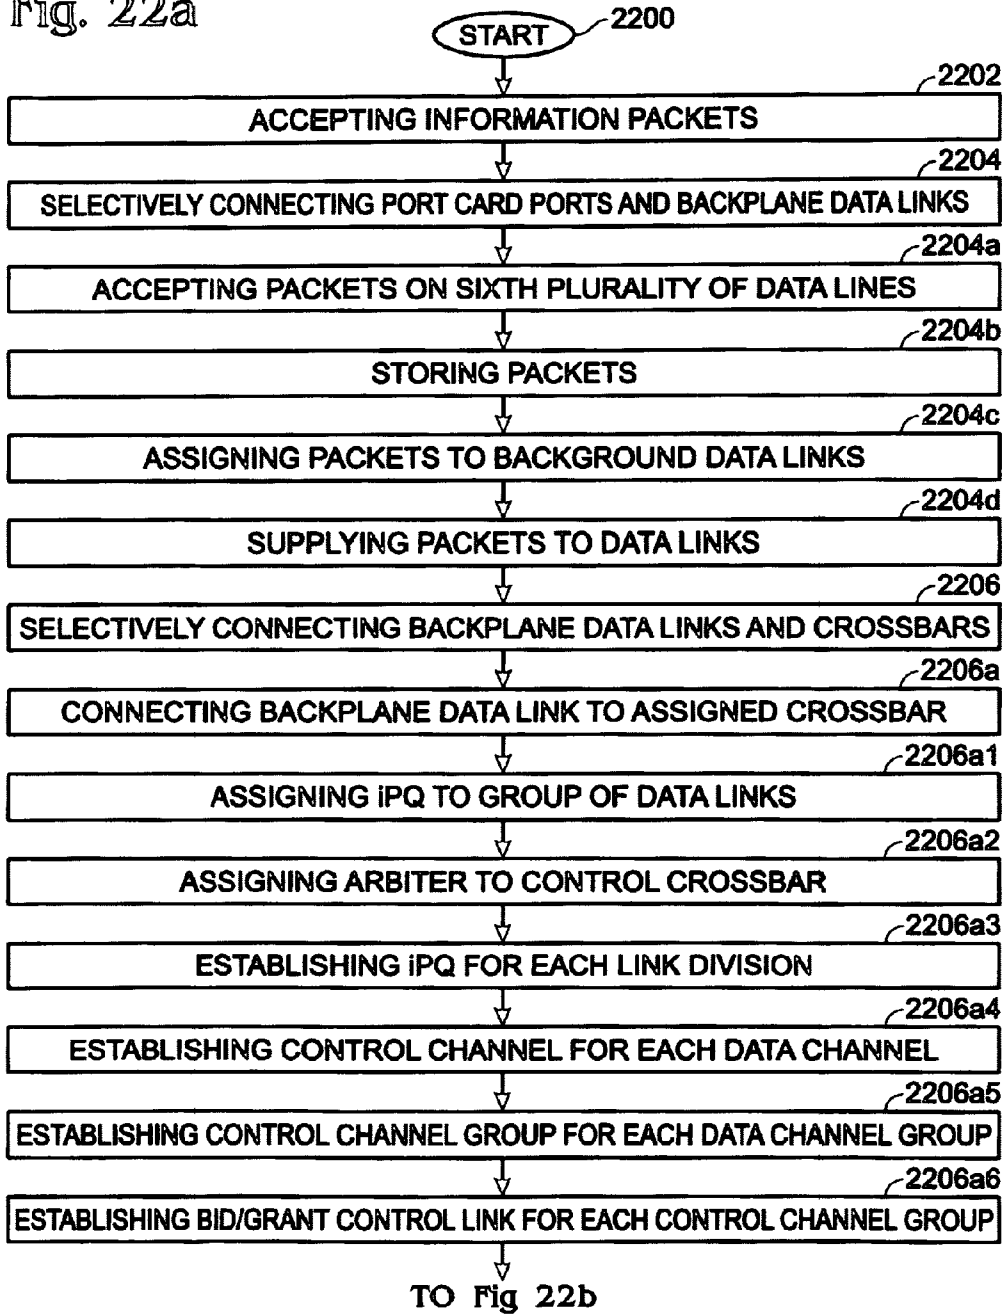 Fig. 22a
START 2200
2202
ACCEPTING INFORMATION PACKETS
2204
SELECTIVELY CONNECTING PORT CARD PORTS AND BACKPLANE DATA LINKS
2204a
ACCEPTING PACKETS ON SIXTH PLURALITY OF DATA LINES
2204b
STORING PACKETS
2204c
ASSIGNING PACKETS TO BACKGROUND DATA LINKS
2204d
SUPPLYING PACKETS TO DATA LINKS
2206
SELECTIVELY CONNECTING BACKPLANE DATA LINKS AND CROSSBARS
2206a
CONNECTING BACKPLANE DATA LINK TO ASSIGNED CROSSBAR
2206a1
ASSIGNING iPQ TO GROUP OF DATA LINKS
2206a2
ASSIGNING ARBITER TO CONTROL CROSSBAR
2206a3
ESTABLISHING iPQ FOR EACH LINK DIVISION
2206a4
ESTABLISHING CONTROL CHANNEL FOR EACH DATA CHANNEL
2206a5
ESTABLISHING CONTROL CHANNEL GROUP FOR EACH DATA CHANNEL GROUP
2206a6
ESTABLISHING BID/GRANT CONTROL LINK FOR EACH CONTROL CHANNEL GROUP
TO Fig 22b